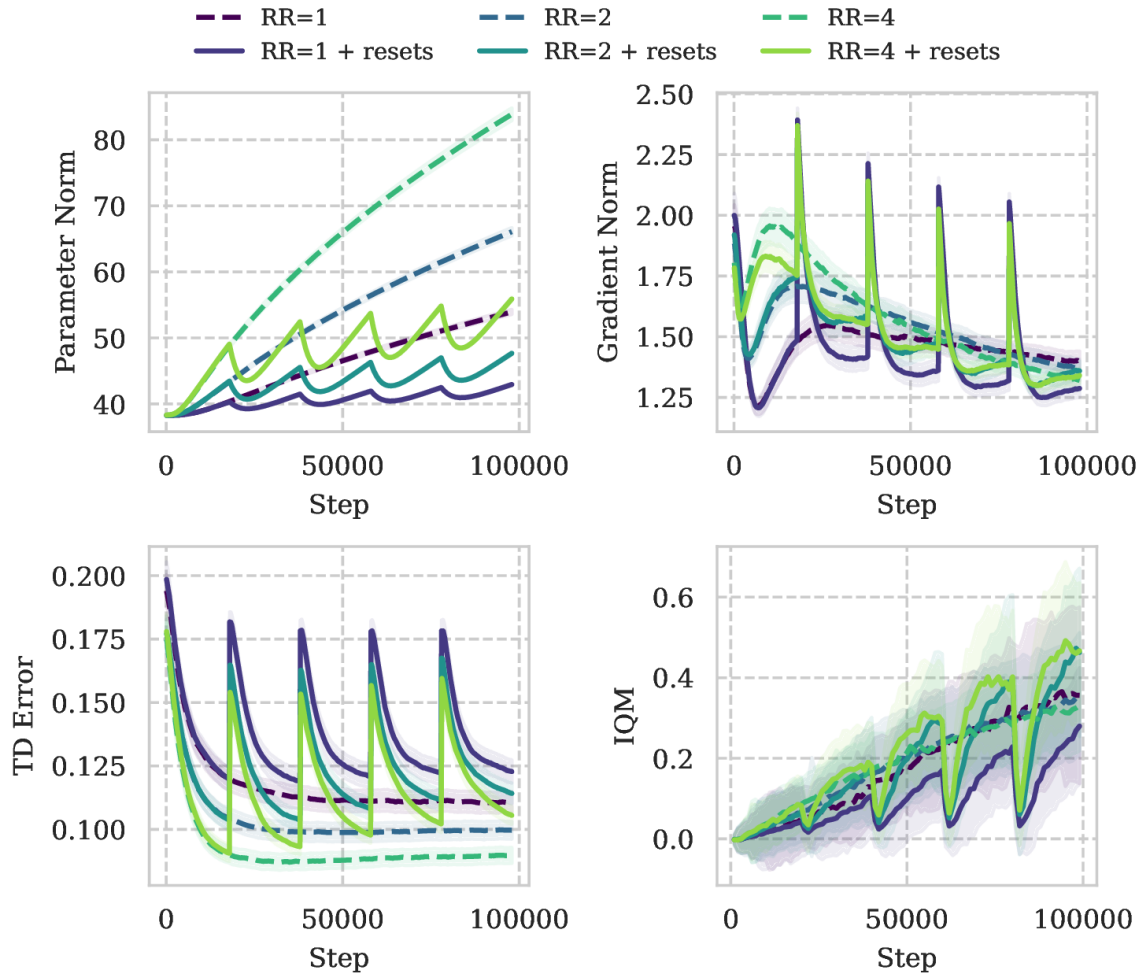 RR=1 RR=2 RR=4
RR=1 + resets RR=2 + resets RR=4 + resets
Parameter Norm
80
70
60
50
40
0 50000 100000
Step
Gradient Norm
2.50
2.25
2.00
1.75
1.50
1.25
0 50000 100000
Step
TD Error
0.200
0.175
0.150
0.125
0.100
0 50000 100000
Step
IQM
0.6
0.4
0.2
0.0
0 50000 100000
Step